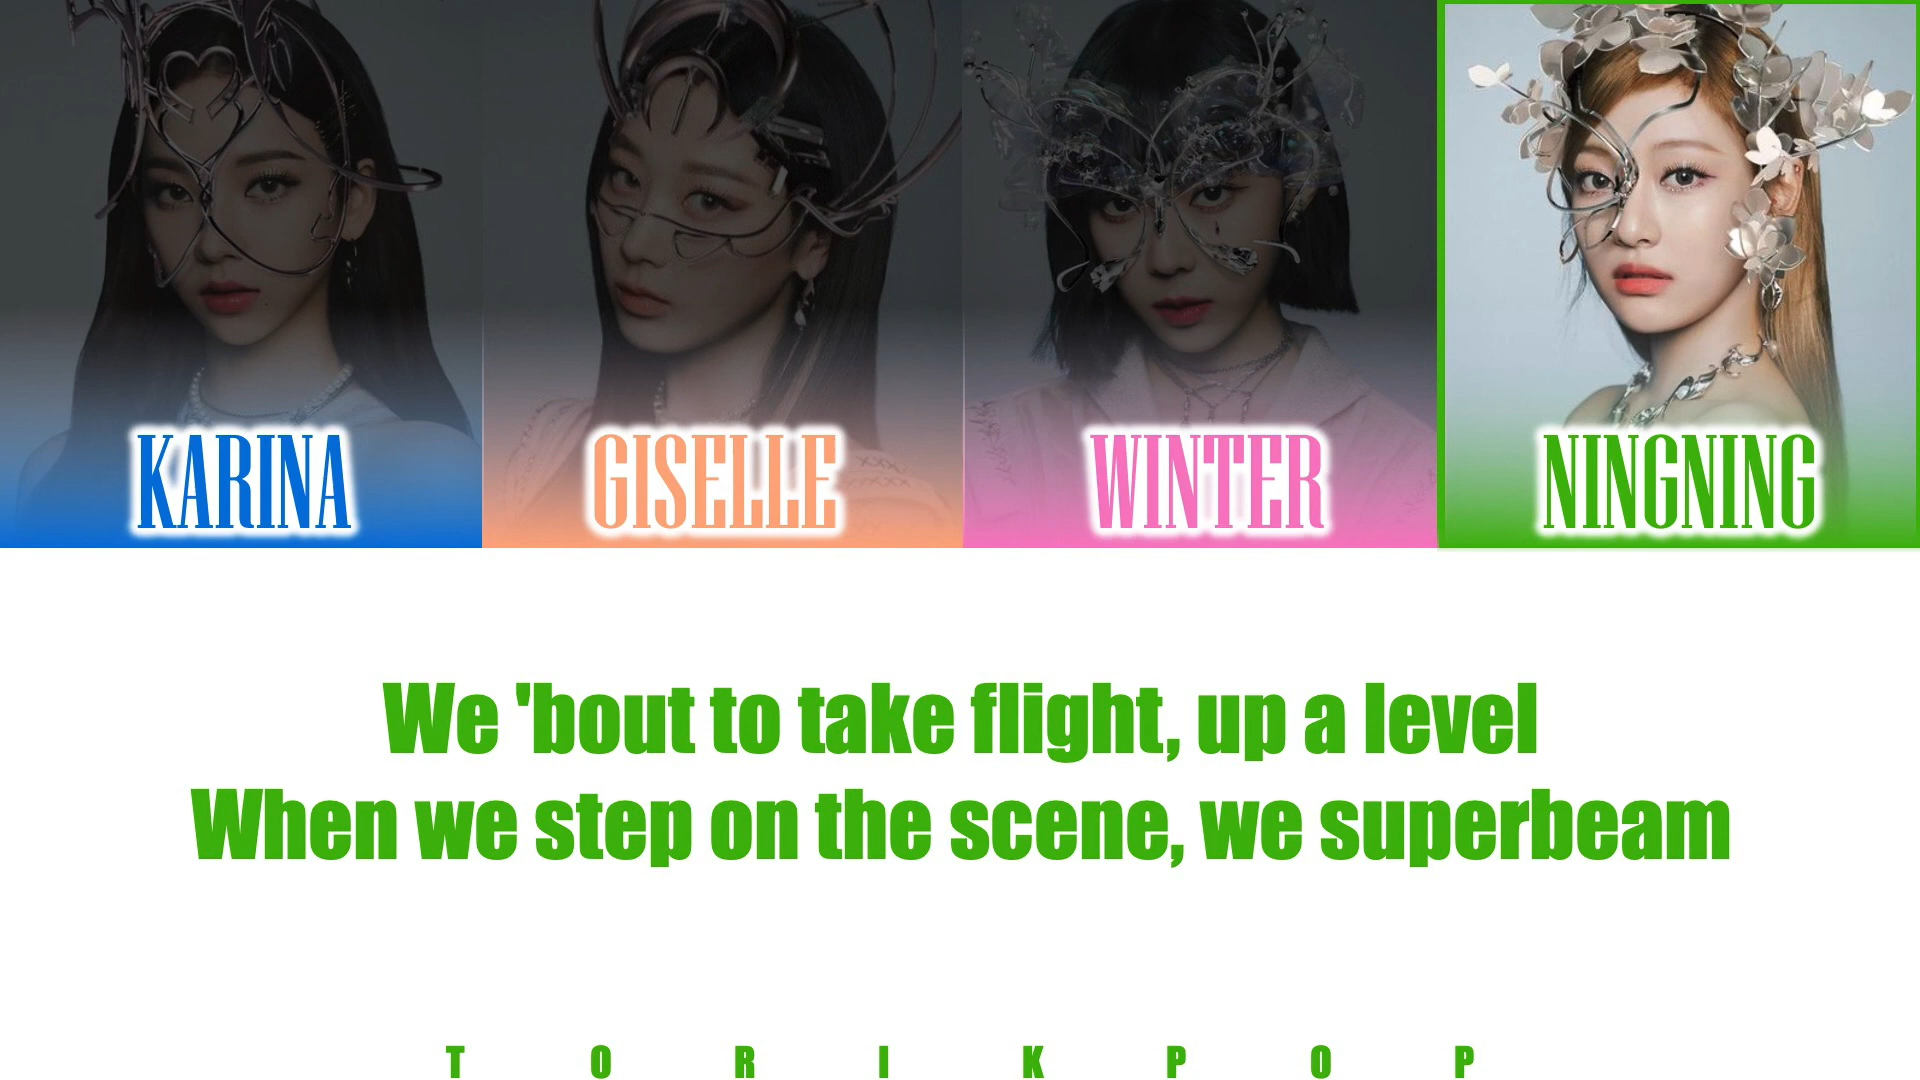 KARINA GISELLE WINTER NINGNING
We 'bout to take flight, up a level
When we step on the scene, we superbeam
TORIKPOP